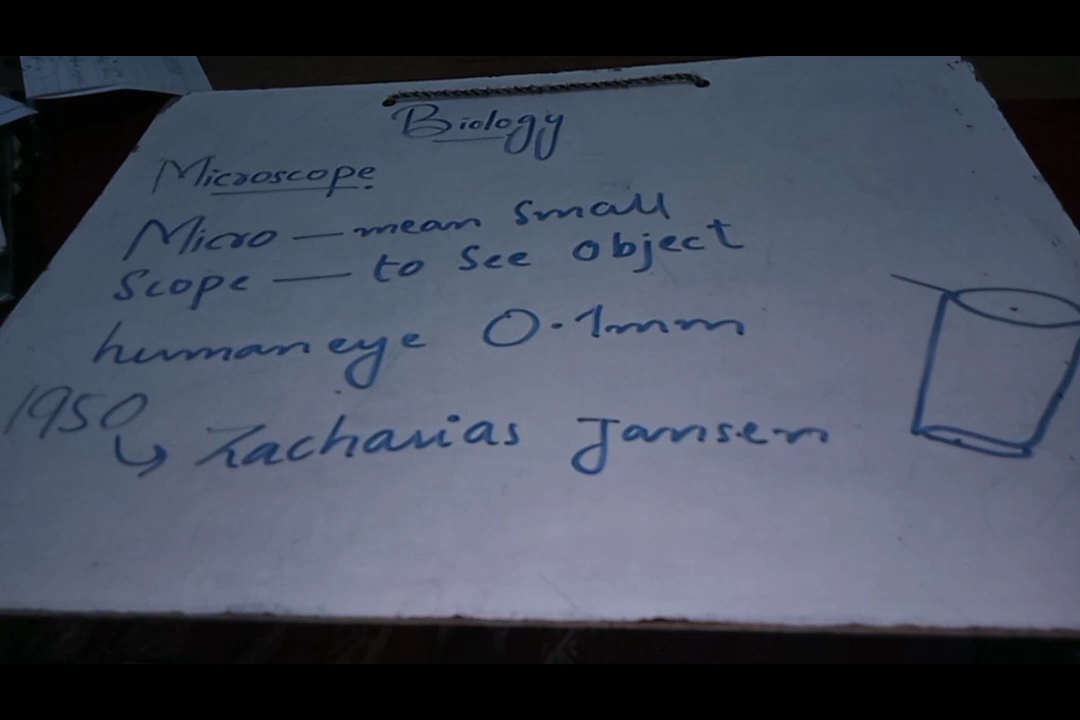 Biology
Microscope
Micro — mean small
Scope — to see object
human eye 0.1mm
1950
↳ Zacharias Jansen